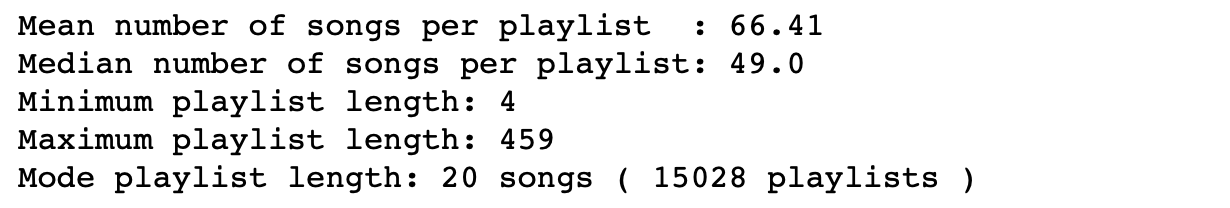 Mean number of songs per playlist  : 66.41
Median number of songs per playlist: 49.0
Minimum playlist length: 4
Maximum playlist length: 459
Mode playlist length: 20 songs ( 15028 playlists )